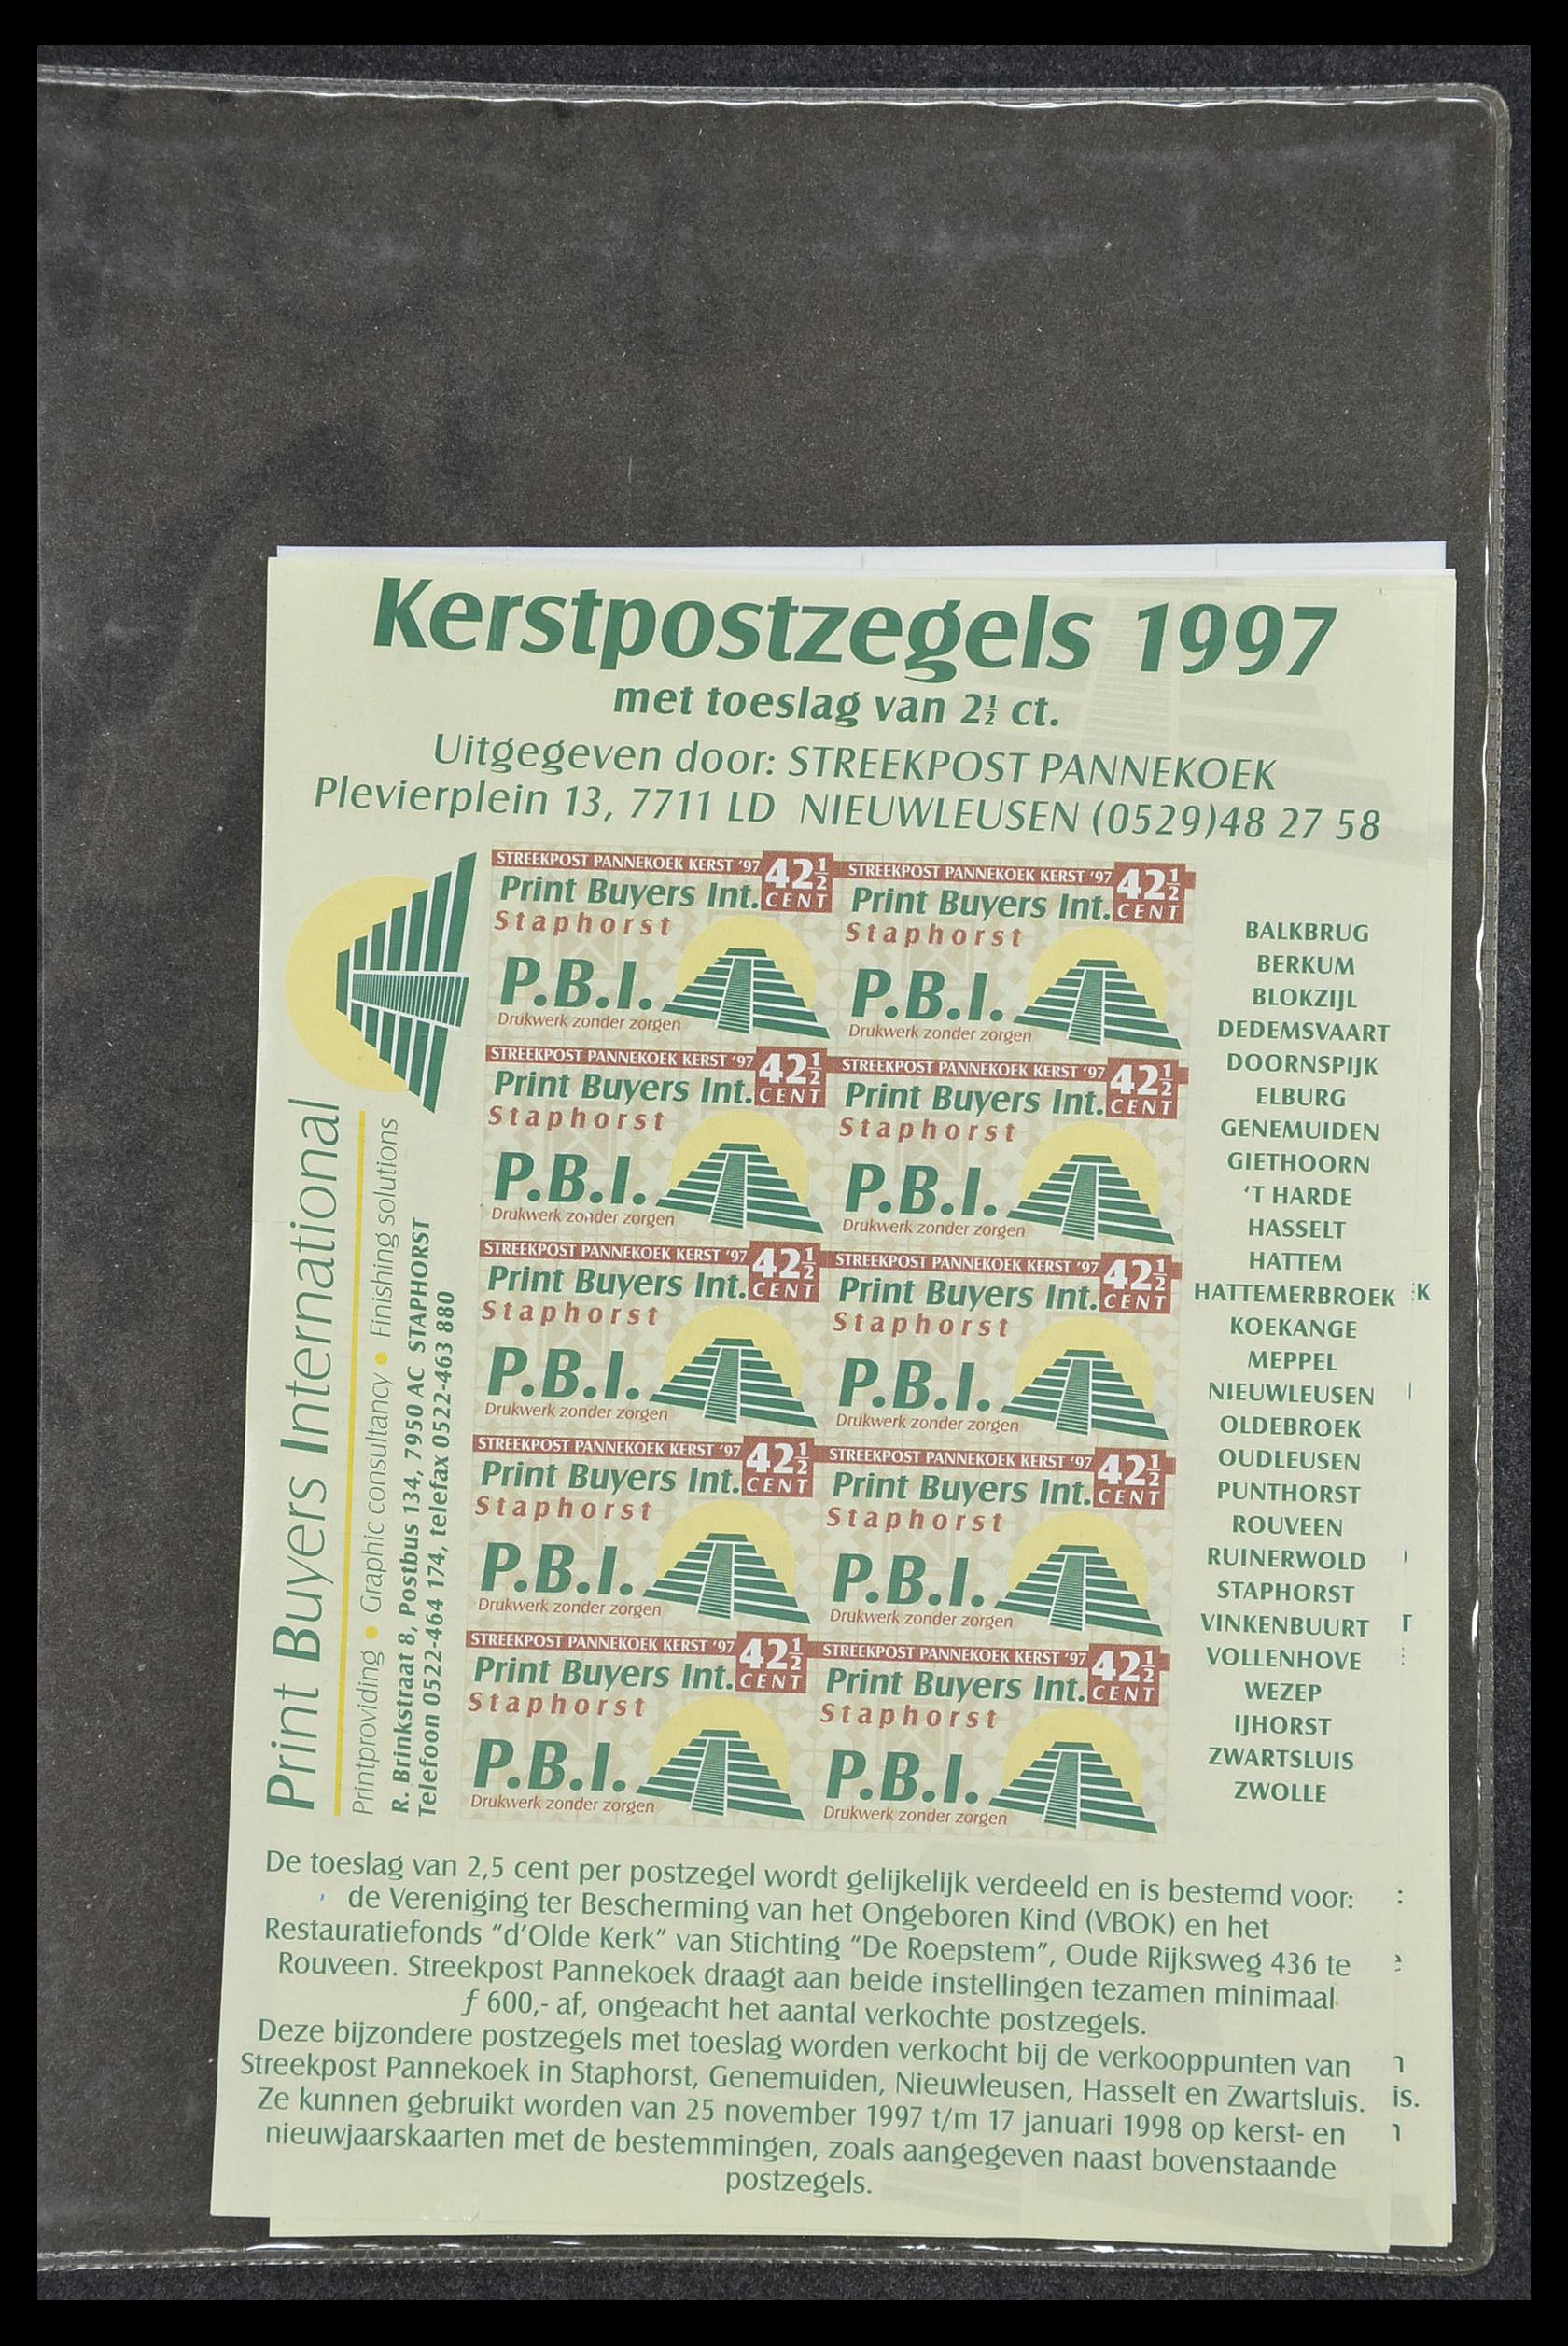 Kerstpostzegels 1997
met toeslag van 2½ ct.
Uitgegeven door: STREEKPOST PANNEKOEK
Plevierplein 13, 7711 LD NIEUWLEUSEN (0529)48 27 58
Print Buyers International
Printproviding • Graphic consultancy • Finishing solutions
R. Brinkstraat 8, Postbus 134, 7950 AC STAPHORST
Telefoon 0522-464 174, telefax 0522-463 880
STREEKPOST PANNEKOEK KERST '97 42½
Print Buyers Int. CENT
Staphorst
P.B.I.
Drukwerk zonder zorgen
STREEKPOST PANNEKOEK KERST '97 42½
Print Buyers Int. CENT
Staphorst
P.B.I.
Drukwerk zonder zorgen
STREEKPOST PANNEKOEK KERST '97 42½
Print Buyers Int. CENT
Staphorst
P.B.I.
Drukwerk zonder zorgen
STREEKPOST PANNEKOEK KERST '97 42½
Print Buyers Int. CENT
Staphorst
P.B.I.
Drukwerk zonder zorgen
STREEKPOST PANNEKOEK KERST '97 42½
Print Buyers Int. CENT
Staphorst
P.B.I.
Drukwerk zonder zorgen
STREEKPOST PANNEKOEK KERST '97 42½
Print Buyers Int. CENT
Staphorst
P.B.I.
Drukwerk zonder zorgen
STREEKPOST PANNEKOEK KERST '97 42½
Print Buyers Int. CENT
Staphorst
P.B.I.
Drukwerk zonder zorgen
STREEKPOST PANNEKOEK KERST '97 42½
Print Buyers Int. CENT
Staphorst
P.B.I.
Drukwerk zonder zorgen
STREEKPOST PANNEKOEK KERST '97 42½
Print Buyers Int. CENT
Staphorst
P.B.I.
Drukwerk zonder zorgen
STREEKPOST PANNEKOEK KERST '97 42½
Print Buyers Int. CENT
Staphorst
P.B.I.
Drukwerk zonder zorgen
BALKBRUG
BERKUM
BLOKZIJL
DEDEMSVAART
DOORNSPIJK
ELBURG
GENEMUIDEN
GIETHOORN
'T HARDE
HASSELT
HATTEM
HATTEMERBROEK
KOEKANGE
MEPPEL
NIEUWLEUSEN
OLDEBROEK
OUDLEUSEN
PUNTHORST
ROUVEEN
RUINERWOLD
STAPHORST
VINKENBUURT
VOLLENHOVE
WEZEP
IJHORST
ZWARTSLUIS
ZWOLLE
De toeslag van 2,5 cent per postzegel wordt gelijkelijk verdeeld en is bestemd voor:
de Vereniging ter Bescherming van het Ongeboren Kind (VBOK) en het
Restauratiefonds "d'Olde Kerk" van Stichting "De Roepstem", Oude Rijksweg 436 te
Rouveen. Streekpost Pannekoek draagt aan beide instellingen tezamen minimaal
ƒ 600,- af, ongeacht het aantal verkochte postzegels.
Deze bijzondere postzegels met toeslag worden verkocht bij de verkooppunten van
Streekpost Pannekoek in Staphorst, Genemuiden, Nieuwleusen, Hasselt en Zwartsluis.
Ze kunnen gebruikt worden van 25 november 1997 t/m 17 januari 1998 op kerst- en
nieuwjaarskaarten met de bestemmingen, zoals aangegeven naast bovenstaande
postzegels.